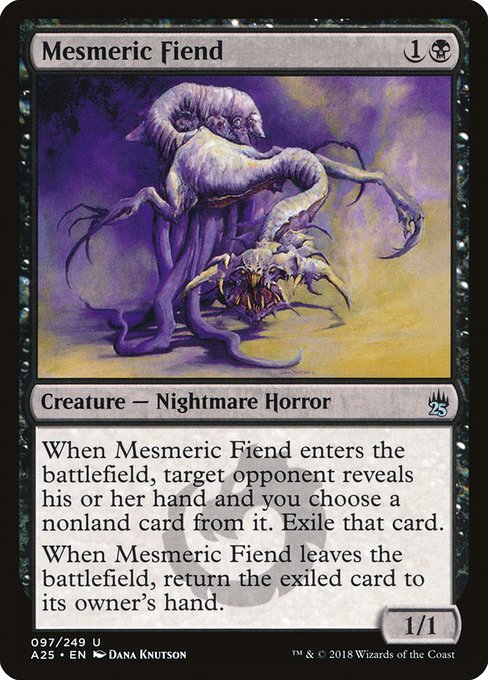 Mesmeric Fiend 1
Creature — Nightmare Horror
25
When Mesmeric Fiend enters the
battlefield, target opponent reveals
his or her hand and you choose a
nonland card from it. Exile that card.
When Mesmeric Fiend leaves the
battlefield, return the exiled card to
its owner's hand.
1/1
097/249 U
A25 • EN Dana Knutson
™ & © 2018 Wizards of the Coast